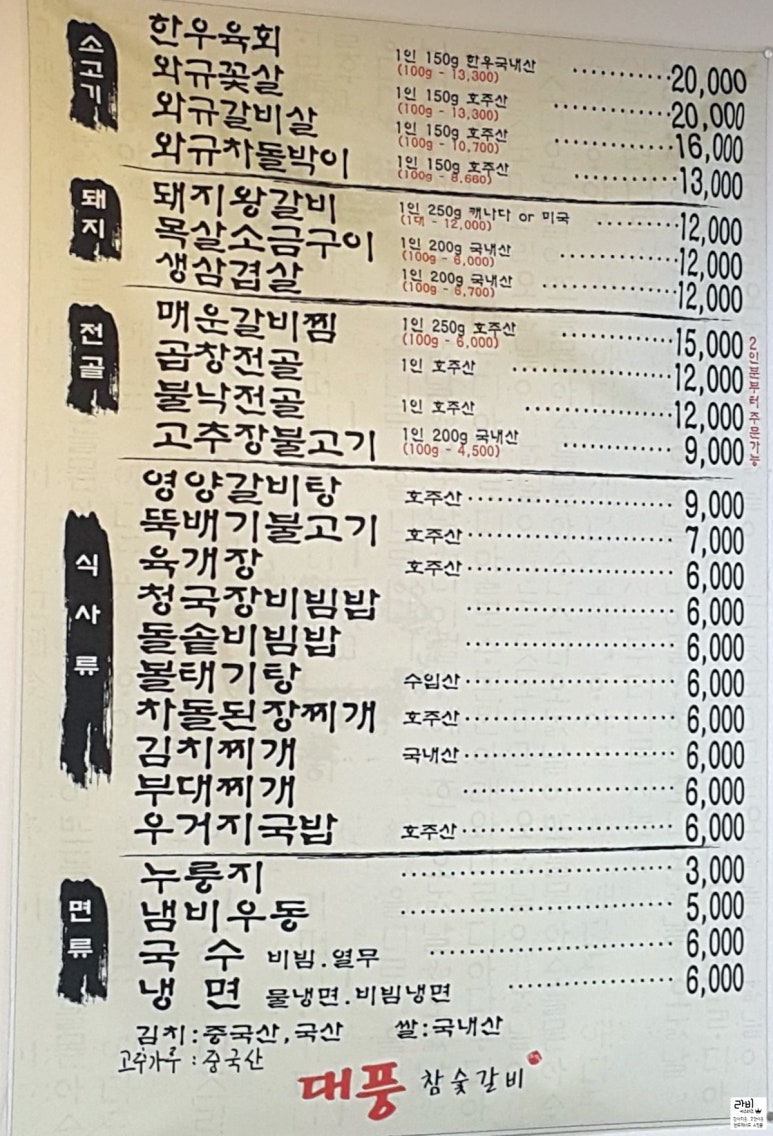 소고기
한우육회 1인 150g 한우국내산 (100g - 13,300) ·········· 20,000
와규꽃살 1인 150g 호주산 (100g - 13,300) ············ 20,000
와규갈비살 1인 150g 호주산 (100g - 10,700) ············ 16,000
와규차돌박이 1인 150g 호주산 (100g - 8,660) ·········· 13,000
돼지
돼지왕갈비 1인 250g 캐나다 or 미국 (1대 - 12,000) ········ 12,000
목살소금구이 1인 200g 국내산 (100g - 6,000) ············ 12,000
생삼겹살 1인 200g 국내산 (100g - 6,700) ············ 12,000
전골
매운갈비찜 1인 250g 호주산 (100g - 6,000) ············ 15,000
곱창전골 1인 호주산 ················ 12,000
불낙전골 1인 호주산 ··············· 12,000
고추장불고기 1인 200g 국내산 (100g - 4,500) ············ 9,000
2인분부터 주문가능
식사류
영양갈비탕 호주산 ····················· 9,000
뚝배기불고기 호주산 ····················· 7,000
육개장 호주산 ····················· 6,000
청국장비빔밥 ····················· 6,000
돌솥비빔밥 ····················· 6,000
볼태기탕 수입산 ····················· 6,000
차돌된장찌개 호주산 ····················· 6,000
김치찌개 국내산 ····················· 6,000
부대찌개 ····················· 6,000
우거지국밥 호주산 ····················· 6,000
면류
누룽지 ··························· 3,000
냄비우동 ··························· 5,000
국 수 비빔.열무 ························ 6,000
냉 면 물냉면.비빔냉면 ················ 6,000
김치:중국산,국산 쌀:국내산
고추가루 : 중국산
대풍 참숯갈비
라비